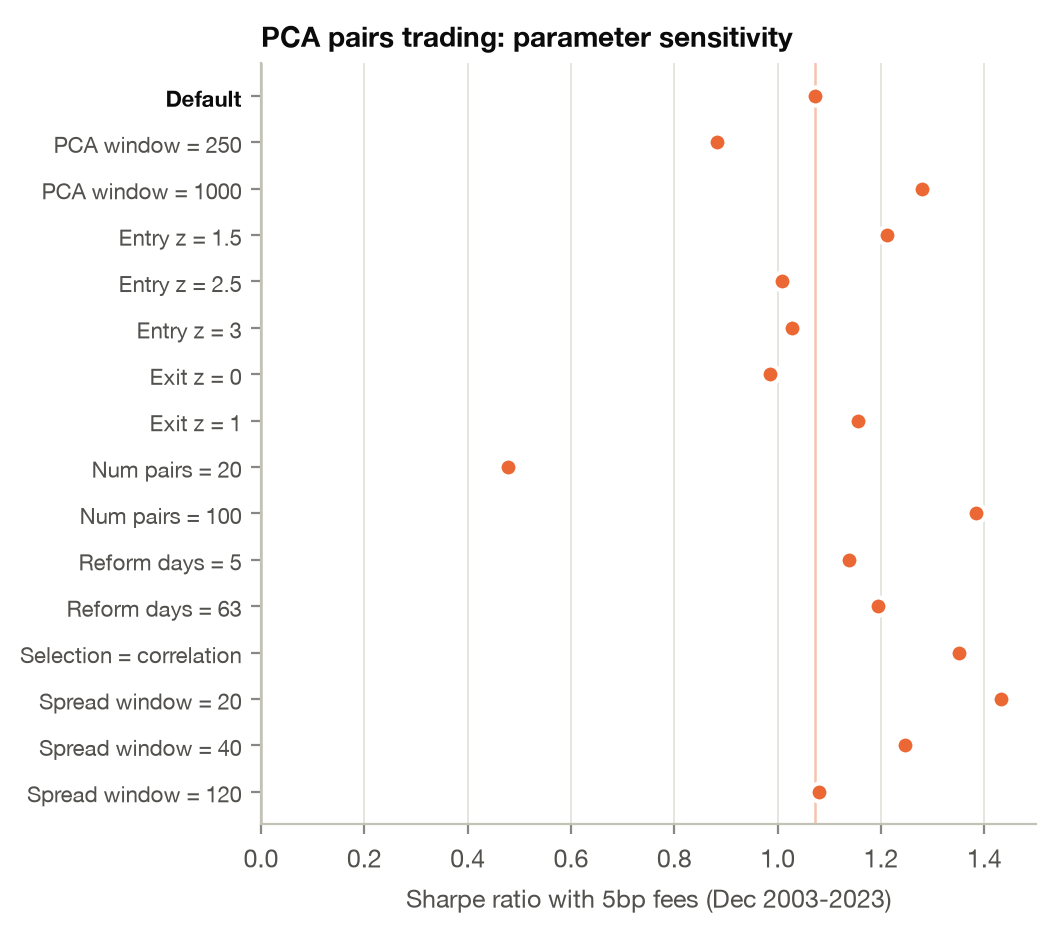 PCA pairs trading: parameter sensitivity
Default
PCA window = 250
PCA window = 1000
Entry z = 1.5
Entry z = 2.5
Entry z = 3
Exit z = 0
Exit z = 1
Num pairs = 20
Num pairs = 100
Reform days = 5
Reform days = 63
Selection = correlation
Spread window = 20
Spread window = 40
Spread window = 120
0.0 0.2 0.4 0.6 0.8 1.0 1.2 1.4
Sharpe ratio with 5bp fees (Dec 2003-2023)